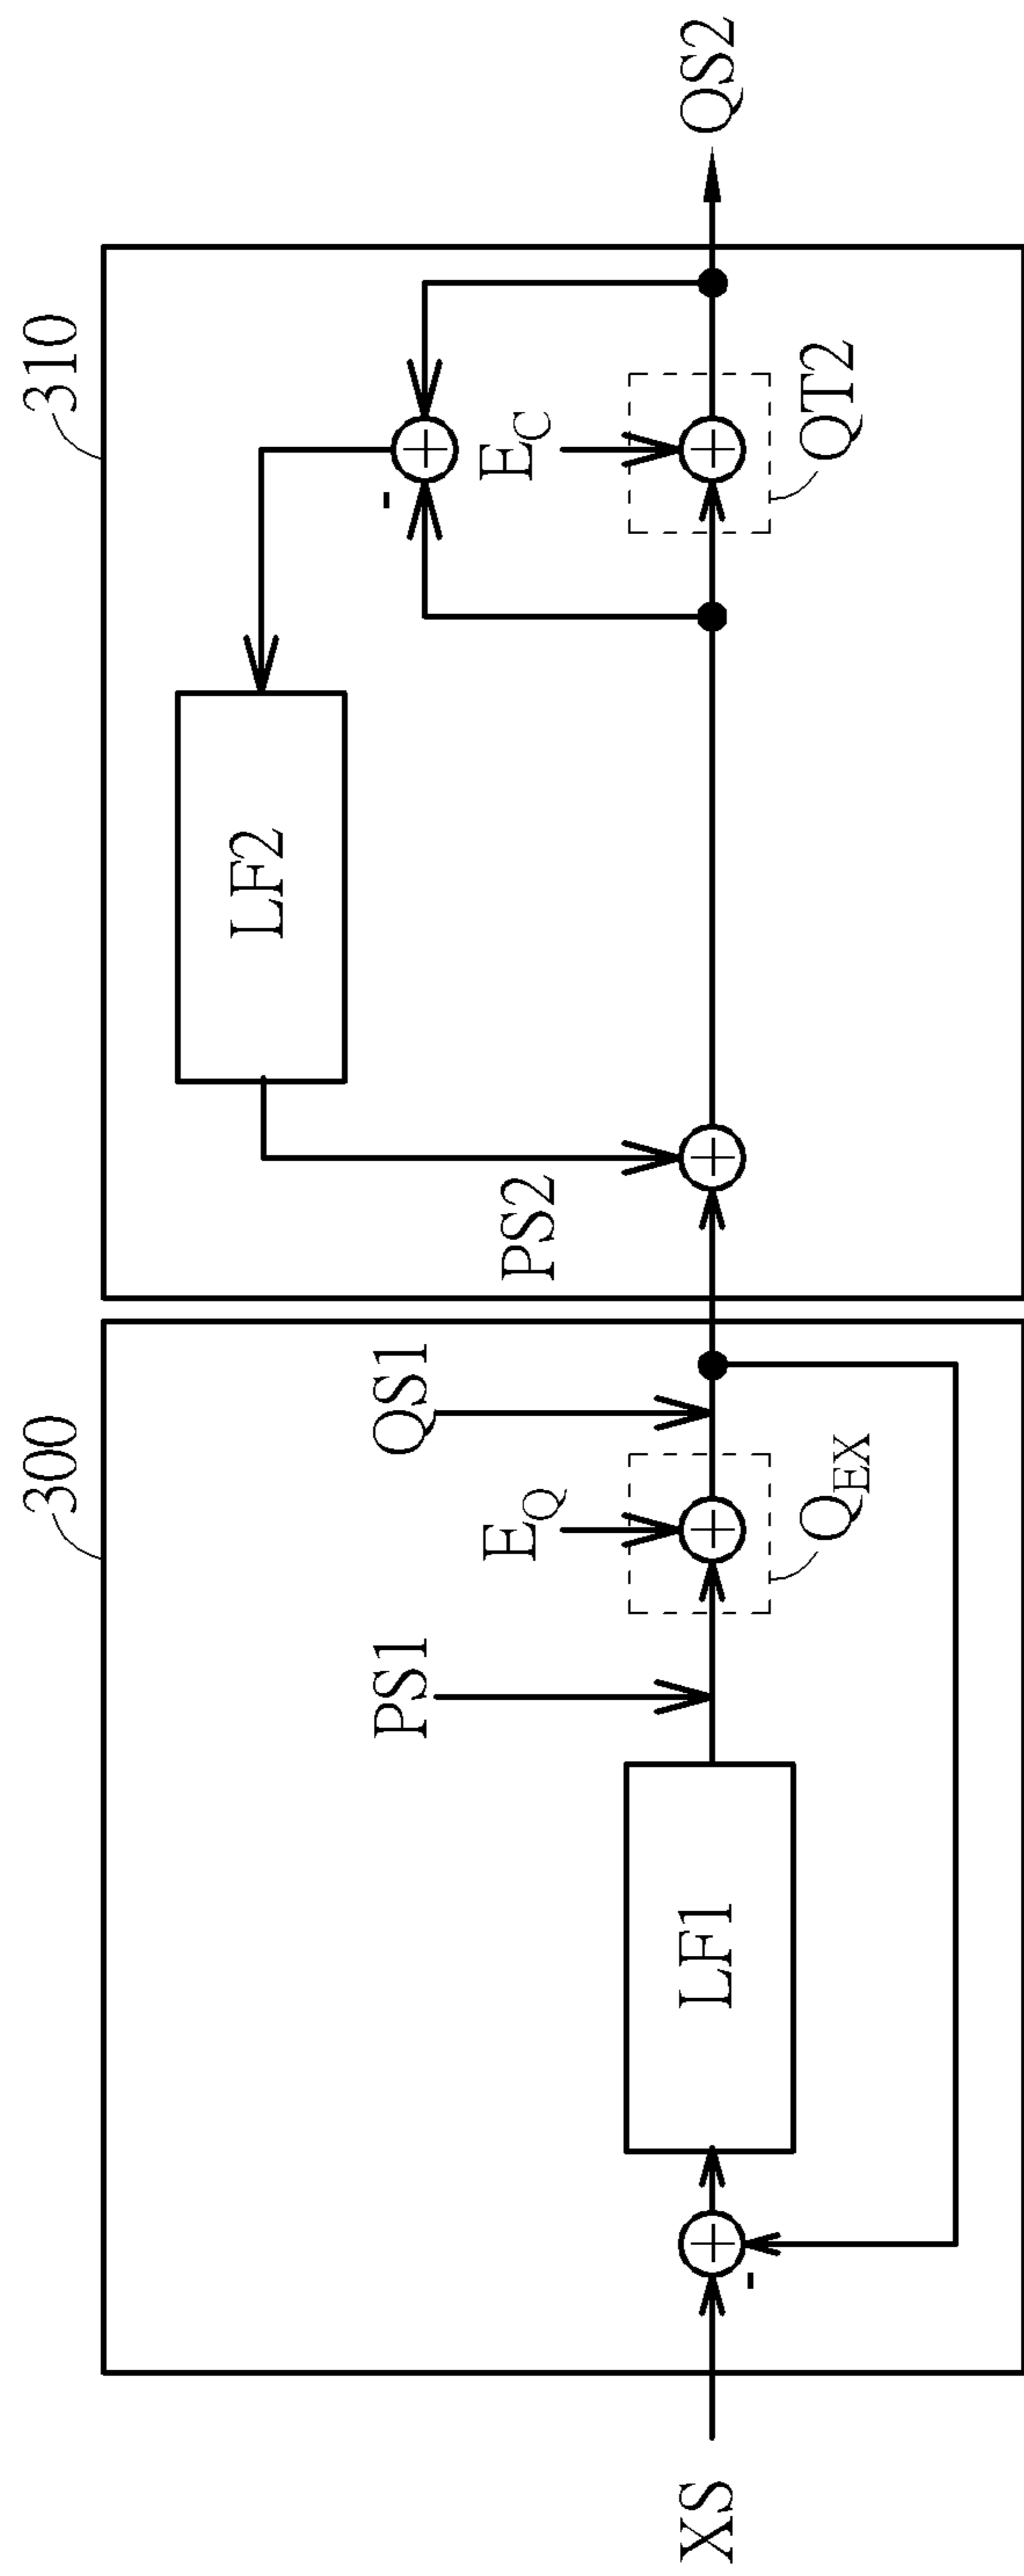 300
310
XS
LF1
PS1
E_Q
Q_EX
QS1
PS2
LF2
E_C
QT2
QS2